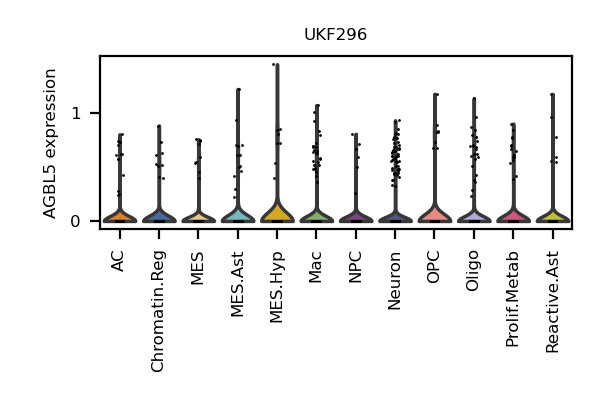 UKF296
AGBL5 expression
1
0
AC
Chromatin.Reg
MES
MES.Ast
MES.Hyp
Mac
NPC
Neuron
OPC
Oligo
Prolif.Metab
Reactive.Ast